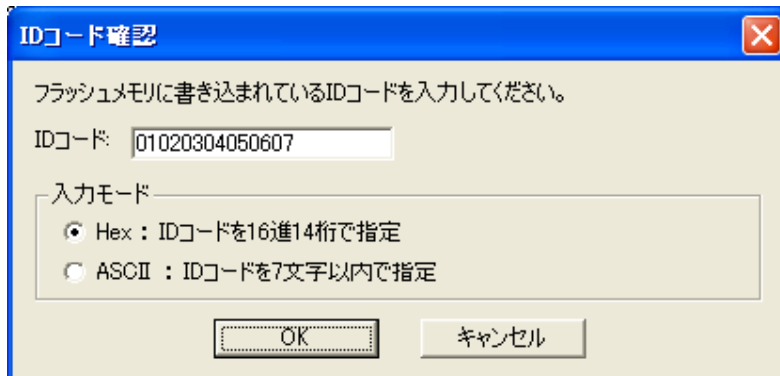 IDコード確認
フラッシュメモリに書き込まれているIDコードを入力してください。
IDコード: 01020304050607
入力モード
Hex : IDコードを16進14桁で指定
ASCII : IDコードを7文字以内で指定
OK キャンセル